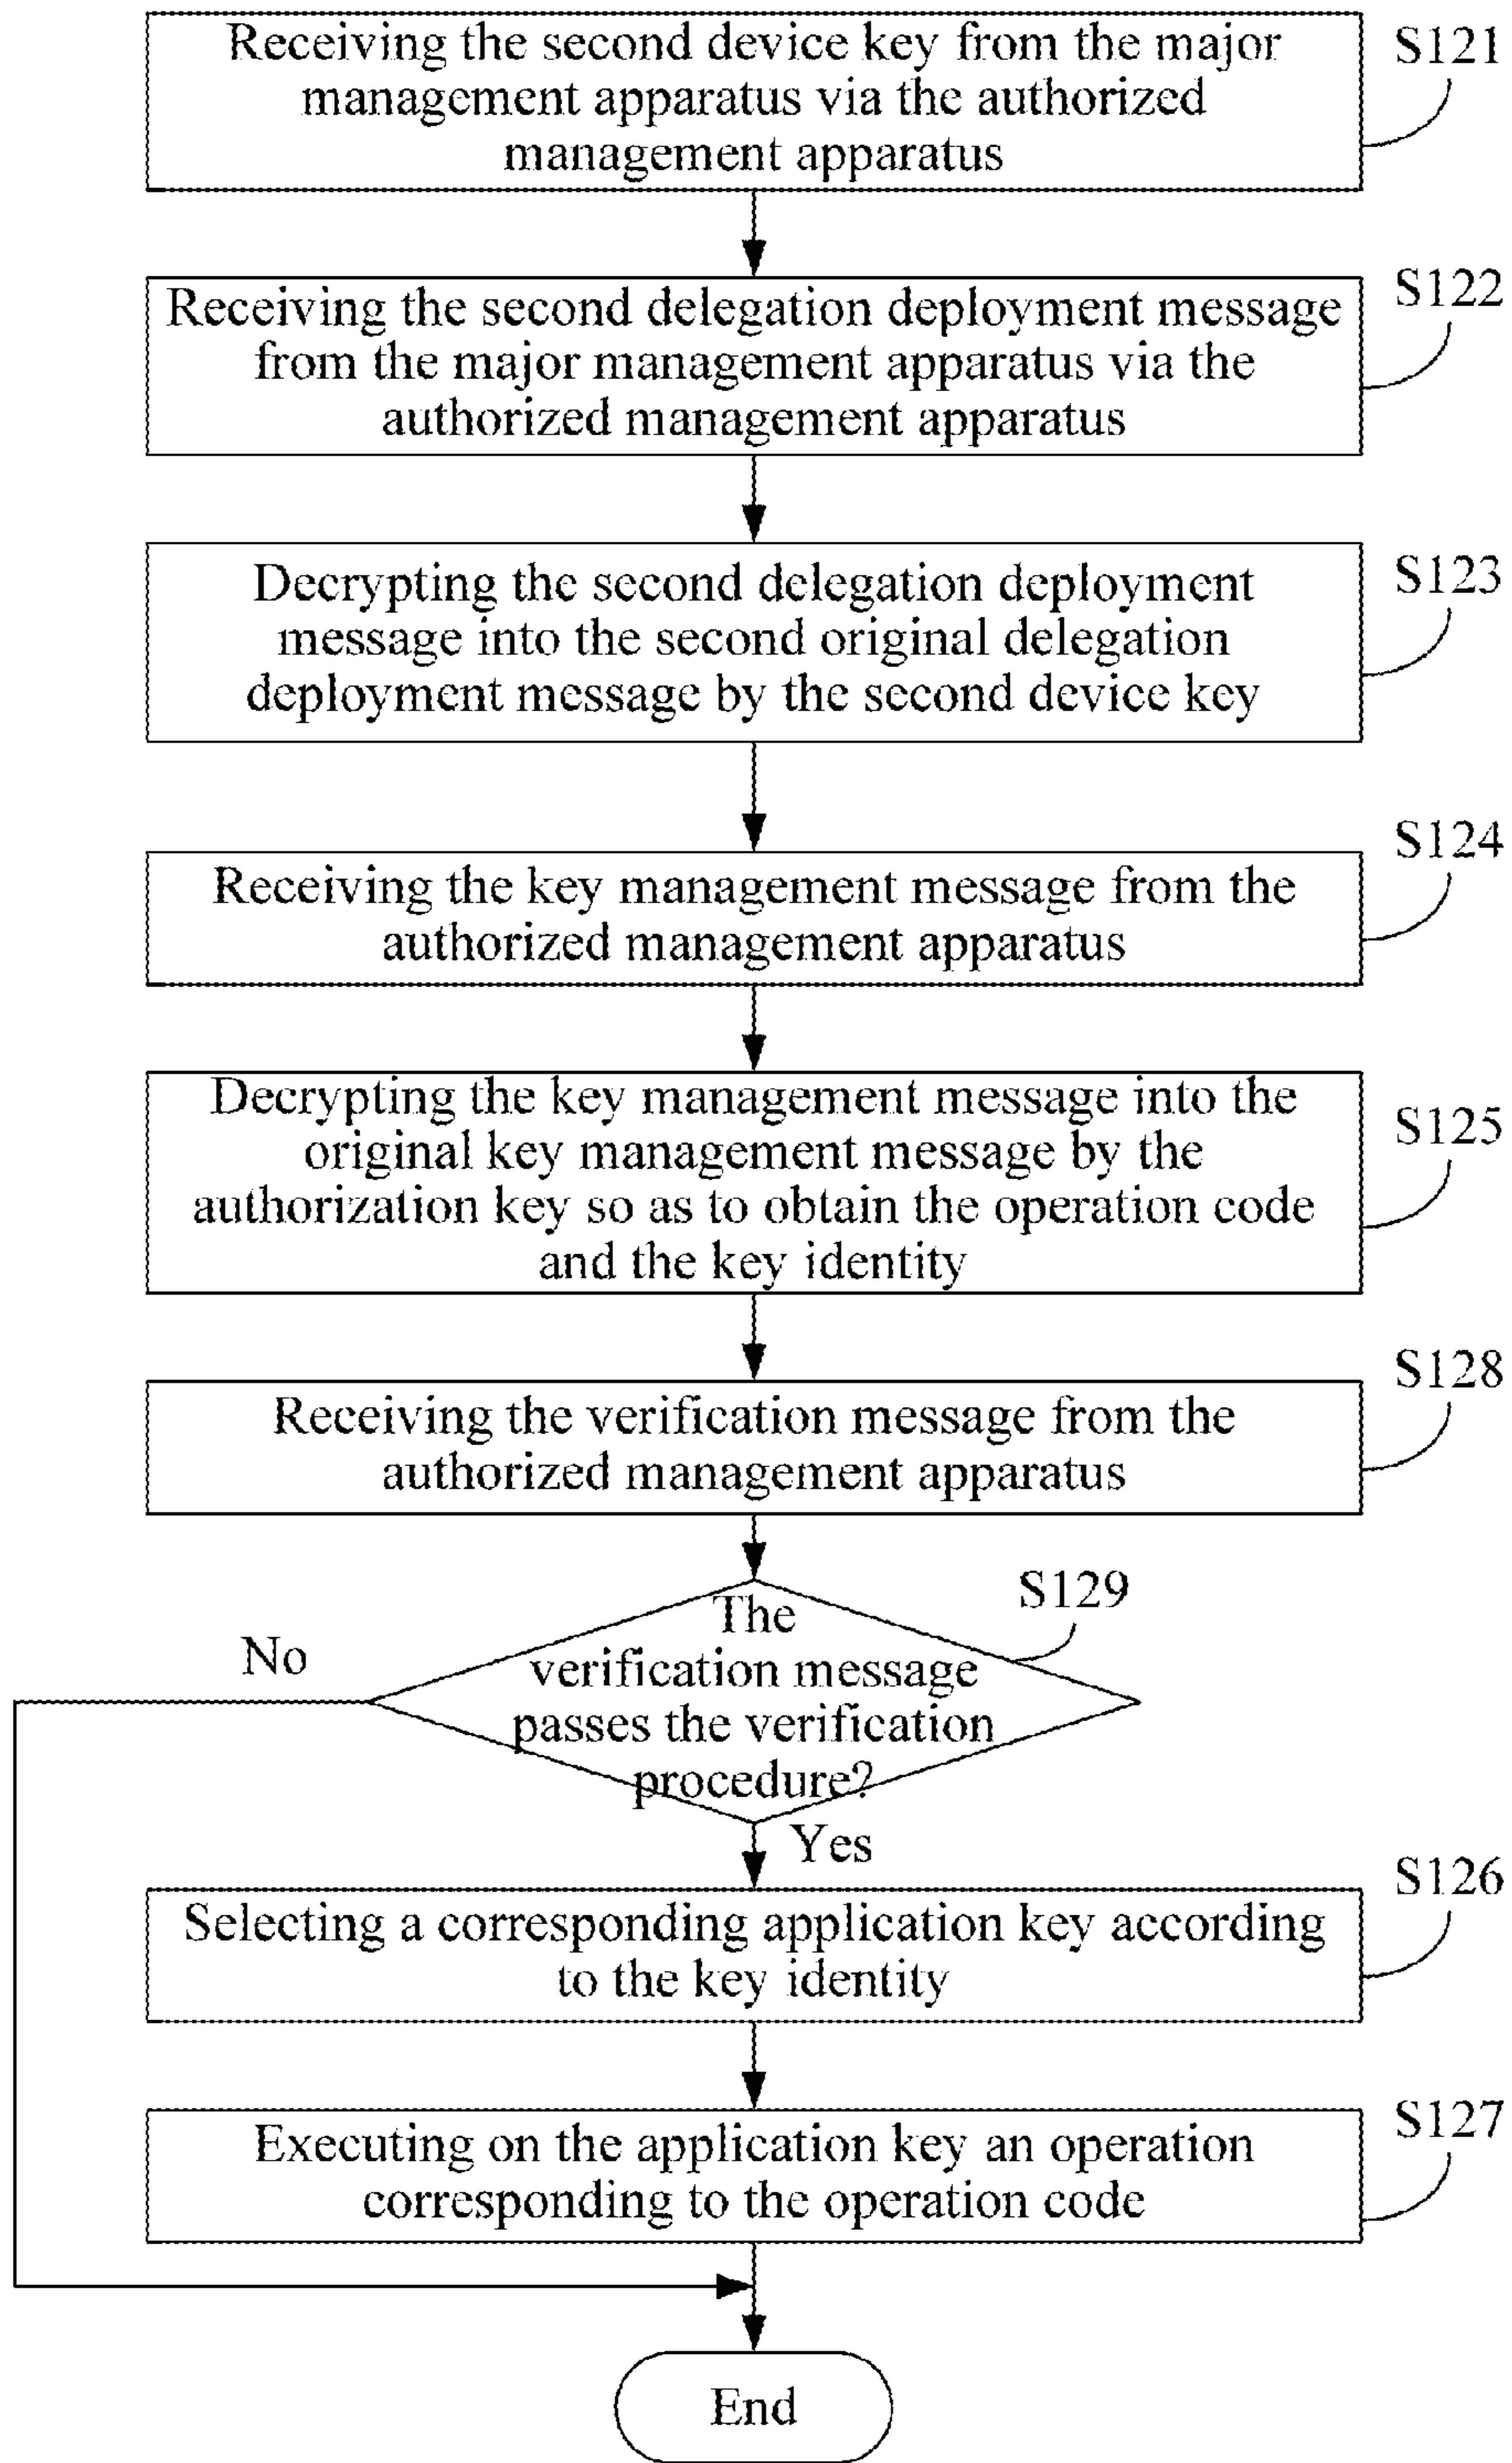 Receiving the second device key from the major
management apparatus via the authorized
management apparatus
S121
Receiving the second delegation deployment message
from the major management apparatus via the
authorized management apparatus
S122
Decrypting the second delegation deployment
message into the second original delegation
deployment message by the second device key
S123
Receiving the key management message from the
authorized management apparatus
S124
Decrypting the key management message into the
original key management message by the
authorization key so as to obtain the operation code
and the key identity
S125
Receiving the verification message from the
authorized management apparatus
S128
The
verification message
passes the verification
procedure?
S129
No
Yes
Selecting a corresponding application key according
to the key identity
S126
Executing on the application key an operation
corresponding to the operation code
S127
End